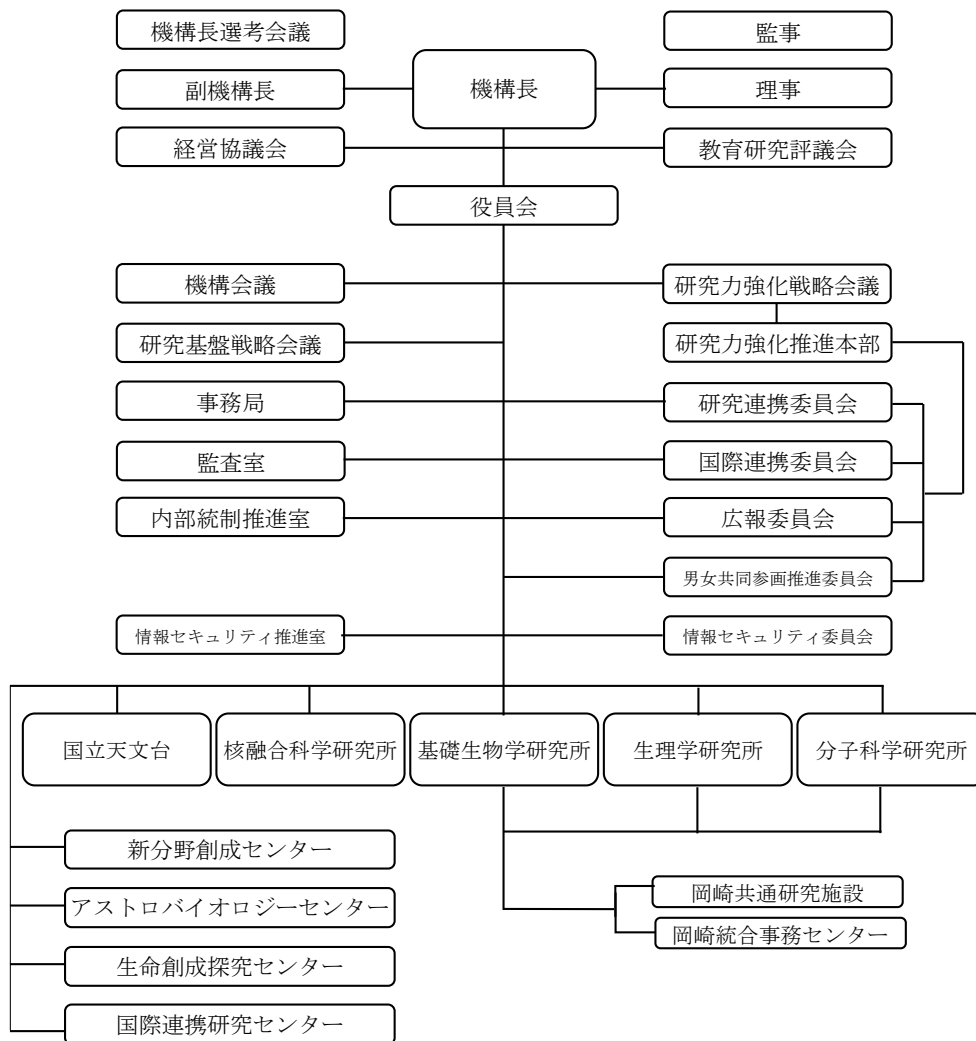 機構長選考会議
監事
機構長
副機構長
理事
経営協議会
教育研究評議会
役員会
機構会議
研究力強化戦略会議
研究基盤戦略会議
研究力強化推進本部
事務局
研究連携委員会
監査室
国際連携委員会
内部統制推進室
広報委員会
男女共同参画推進委員会
情報セキュリティ推進室
情報セキュリティ委員会
国立天文台
核融合科学研究所
基礎生物学研究所
生理学研究所
分子科学研究所
新分野創成センター
アストロバイオロジーセンター
生命創成探究センター
国際連携研究センター
岡崎共通研究施設
岡崎統合事務センター